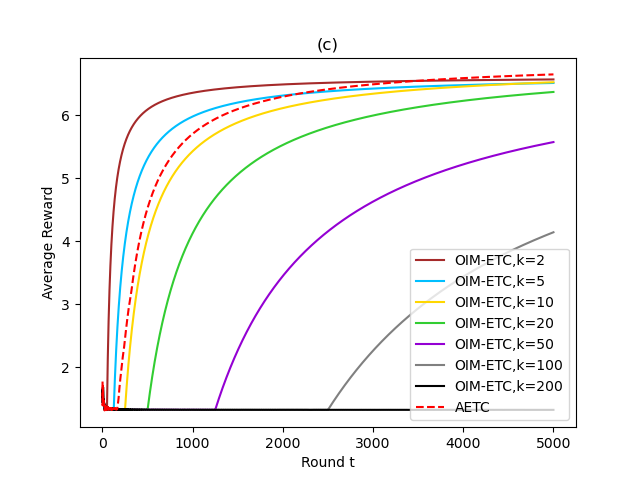 (c)
Average Reward
6
5
4
3
2
0
1000
2000
3000
4000
5000
Round t
OIM-ETC,k=2
OIM-ETC,k=5
OIM-ETC,k=10
OIM-ETC,k=20
OIM-ETC,k=50
OIM-ETC,k=100
OIM-ETC,k=200
AETC